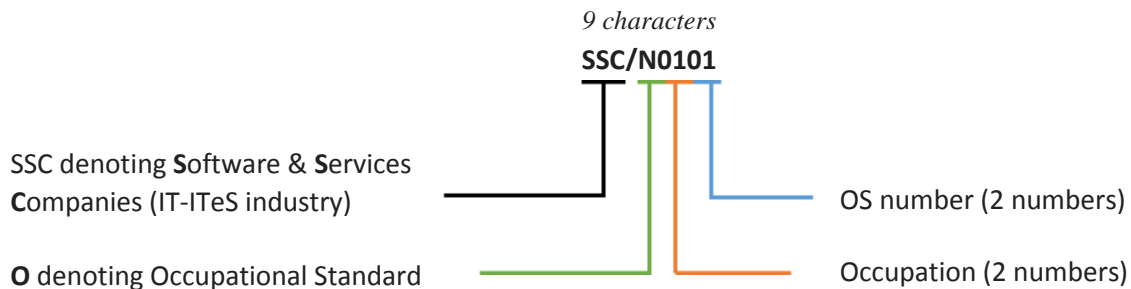 9 characters
SSC/N0101
SSC denoting Software & Services
Companies (IT-ITeS industry)
OS number (2 numbers)
O denoting Occupational Standard
Occupation (2 numbers)